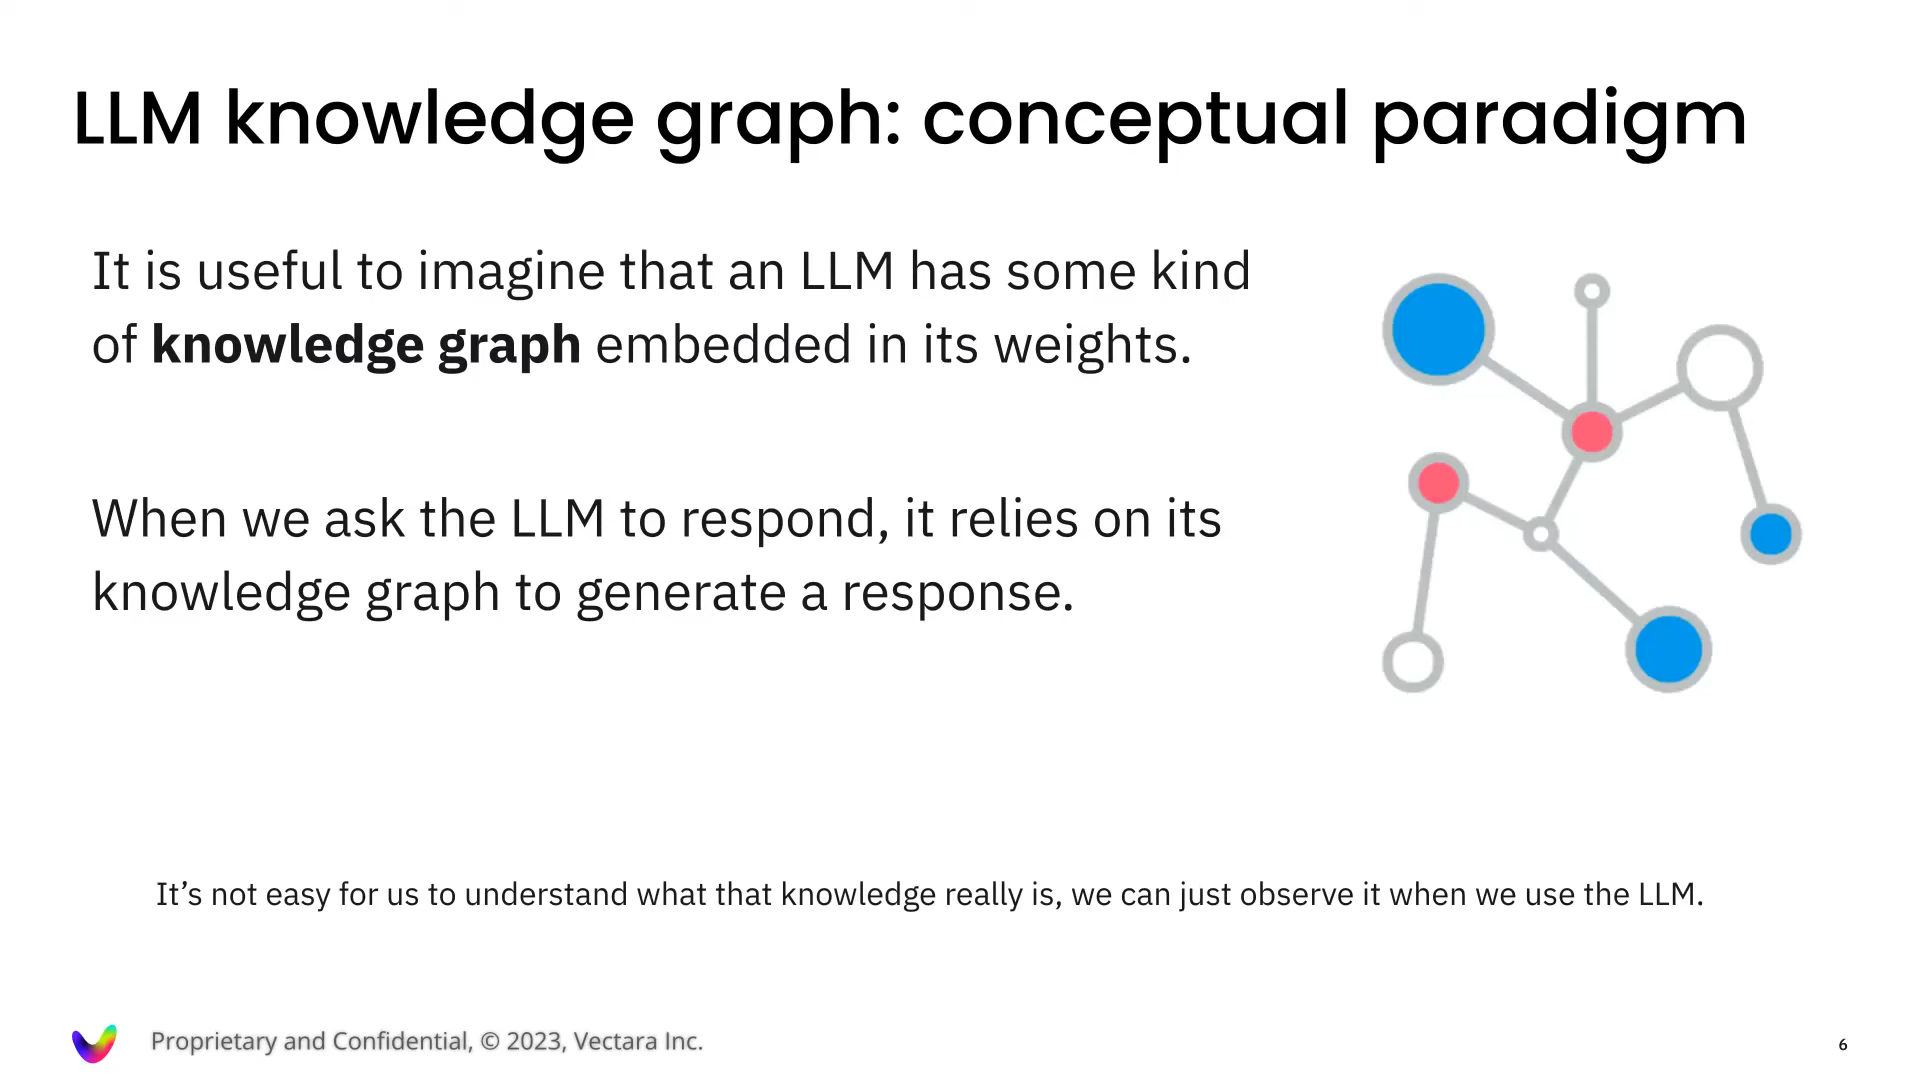 LLM knowledge graph: conceptual paradigm
It is useful to imagine that an LLM has some kind
of knowledge graph embedded in its weights.
When we ask the LLM to respond, it relies on its
knowledge graph to generate a response.
It’s not easy for us to understand what that knowledge really is, we can just observe it when we use the LLM.
Proprietary and Confidential, © 2023, Vectara Inc.
6